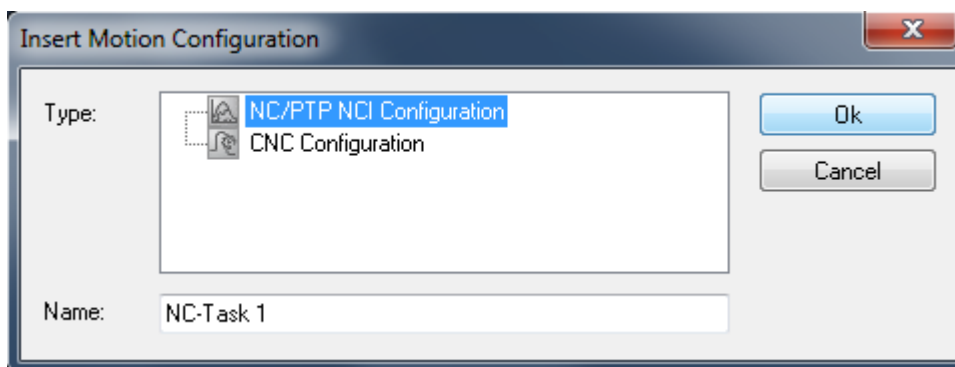 Insert Motion Configuration
Type:
NC/PTP NCI Configuration
Ok
CNC Configuration
Cancel
Name:
NC-Task 1